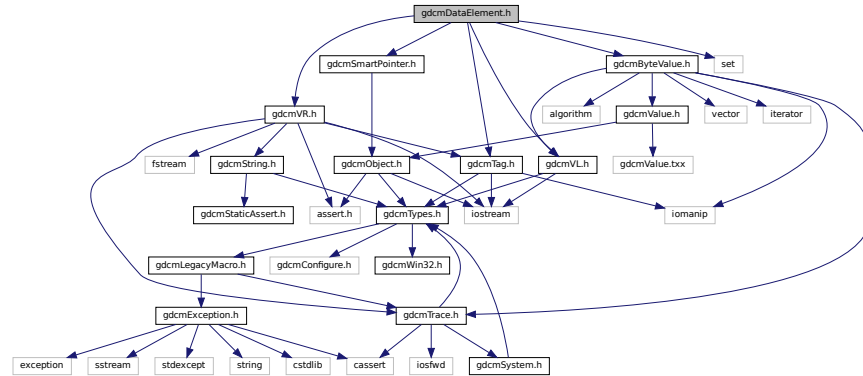 gdcmDataElement.h
gdcmSmartPointer.h
gdcmByteValue.h
set
gdcmVR.h
algorithm
gdcmValue.h
vector
iterator
fstream
gdcmString.h
gdcmObject.h
gdcmTag.h
gdcmVL.h
gdcmValue.txx
gdcmStaticAssert.h
assert.h
gdcmTypes.h
iostream
iomanip
gdcmLegacyMacro.h
gdcmConfigure.h
gdcmWin32.h
gdcmException.h
gdcmTrace.h
exception
sstream
stdexcept
string
cstdlib
cassert
iosfwd
gdcmSystem.h